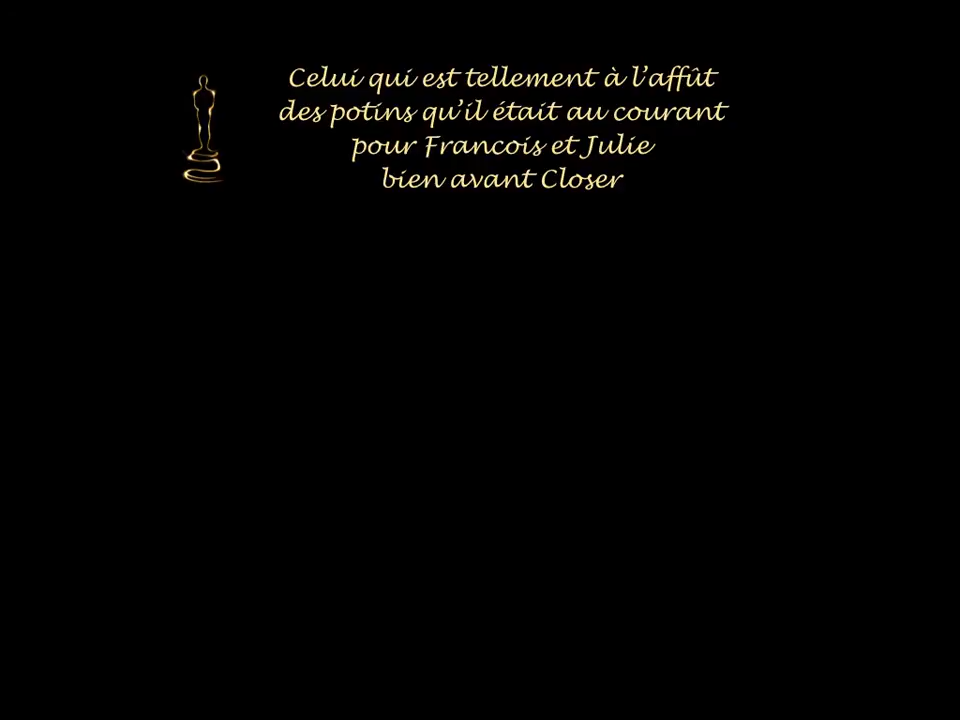 Celui qui est tellement à l’affût
des potins qu’il était au courant
pour Francois et Julie
bien avant Closer